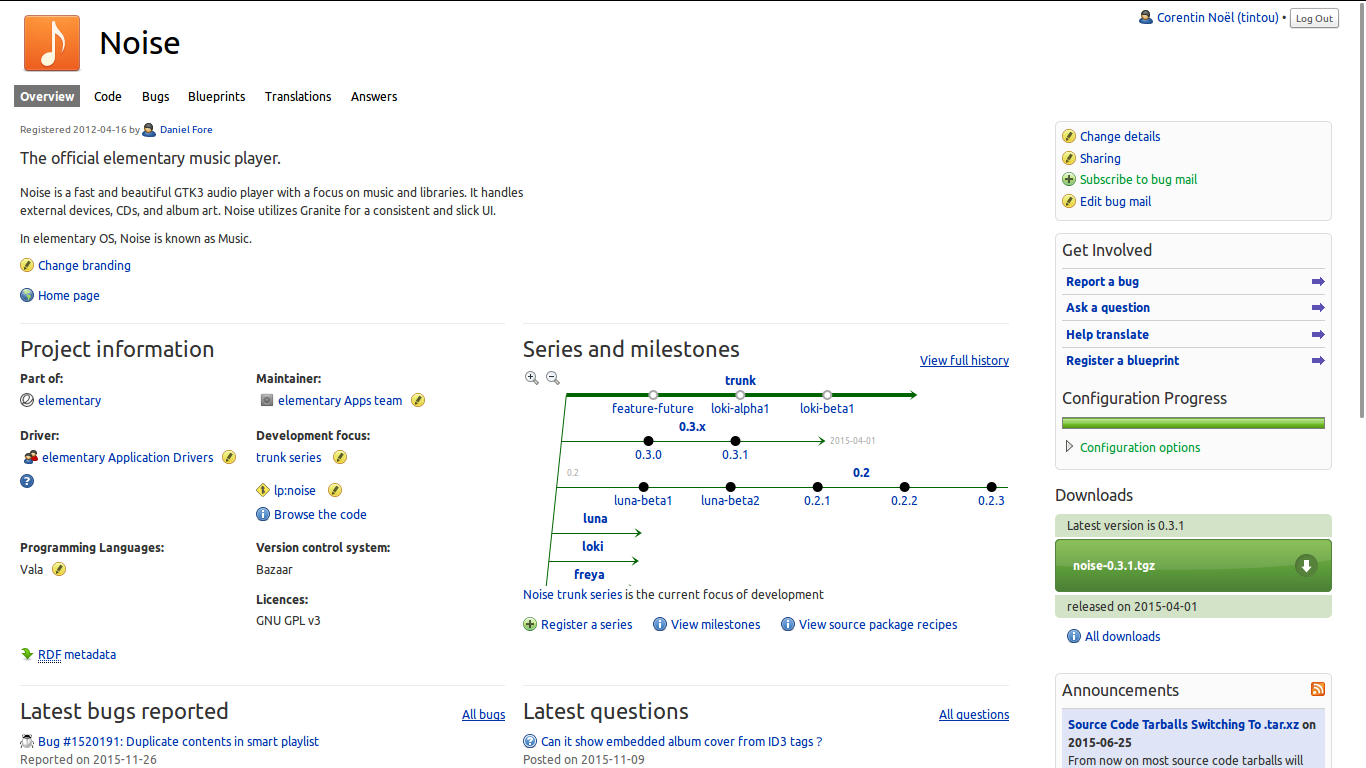 Corentin Noël (tintou) • Log Out
Noise
Overview Code Bugs Blueprints Translations Answers
Registered 2012-04-16 by Daniel Fore
The official elementary music player.
Noise is a fast and beautiful GTK3 audio player with a focus on music and libraries. It handles
external devices, CDs, and album art. Noise utilizes Granite for a consistent and slick UI.
In elementary OS, Noise is known as Music.
Change branding
Home page
Project information
Part of:
elementary
Maintainer:
elementary Apps team
Driver:
elementary Application Drivers
Development focus:
trunk series
lp:noise
Browse the code
Programming Languages:
Vala
Version control system:
Bazaar
Licences:
GNU GPL v3
RDF metadata
Series and milestones
View full history
trunk
feature-future loki-alpha1 loki-beta1
0.3.x
2015-04-01
0.3.0 0.3.1
0.2
0.2
luna-beta1 luna-beta2 0.2.1 0.2.2 0.2.3
luna
loki
freya
Noise trunk series is the current focus of development
Register a series View milestones View source package recipes
Latest bugs reported
All bugs
Bug #1520191: Duplicate contents in smart playlist
Reported on 2015-11-26
Latest questions
All questions
Can it show embedded album cover from ID3 tags ?
Posted on 2015-11-09
Change details
Sharing
Subscribe to bug mail
Edit bug mail
Get Involved
Report a bug
Ask a question
Help translate
Register a blueprint
Configuration Progress
Configuration options
Downloads
Latest version is 0.3.1
noise-0.3.1.tgz
released on 2015-04-01
All downloads
Announcements
Source Code Tarballs Switching To .tar.xz on
2015-06-25
From now on most source code tarballs will